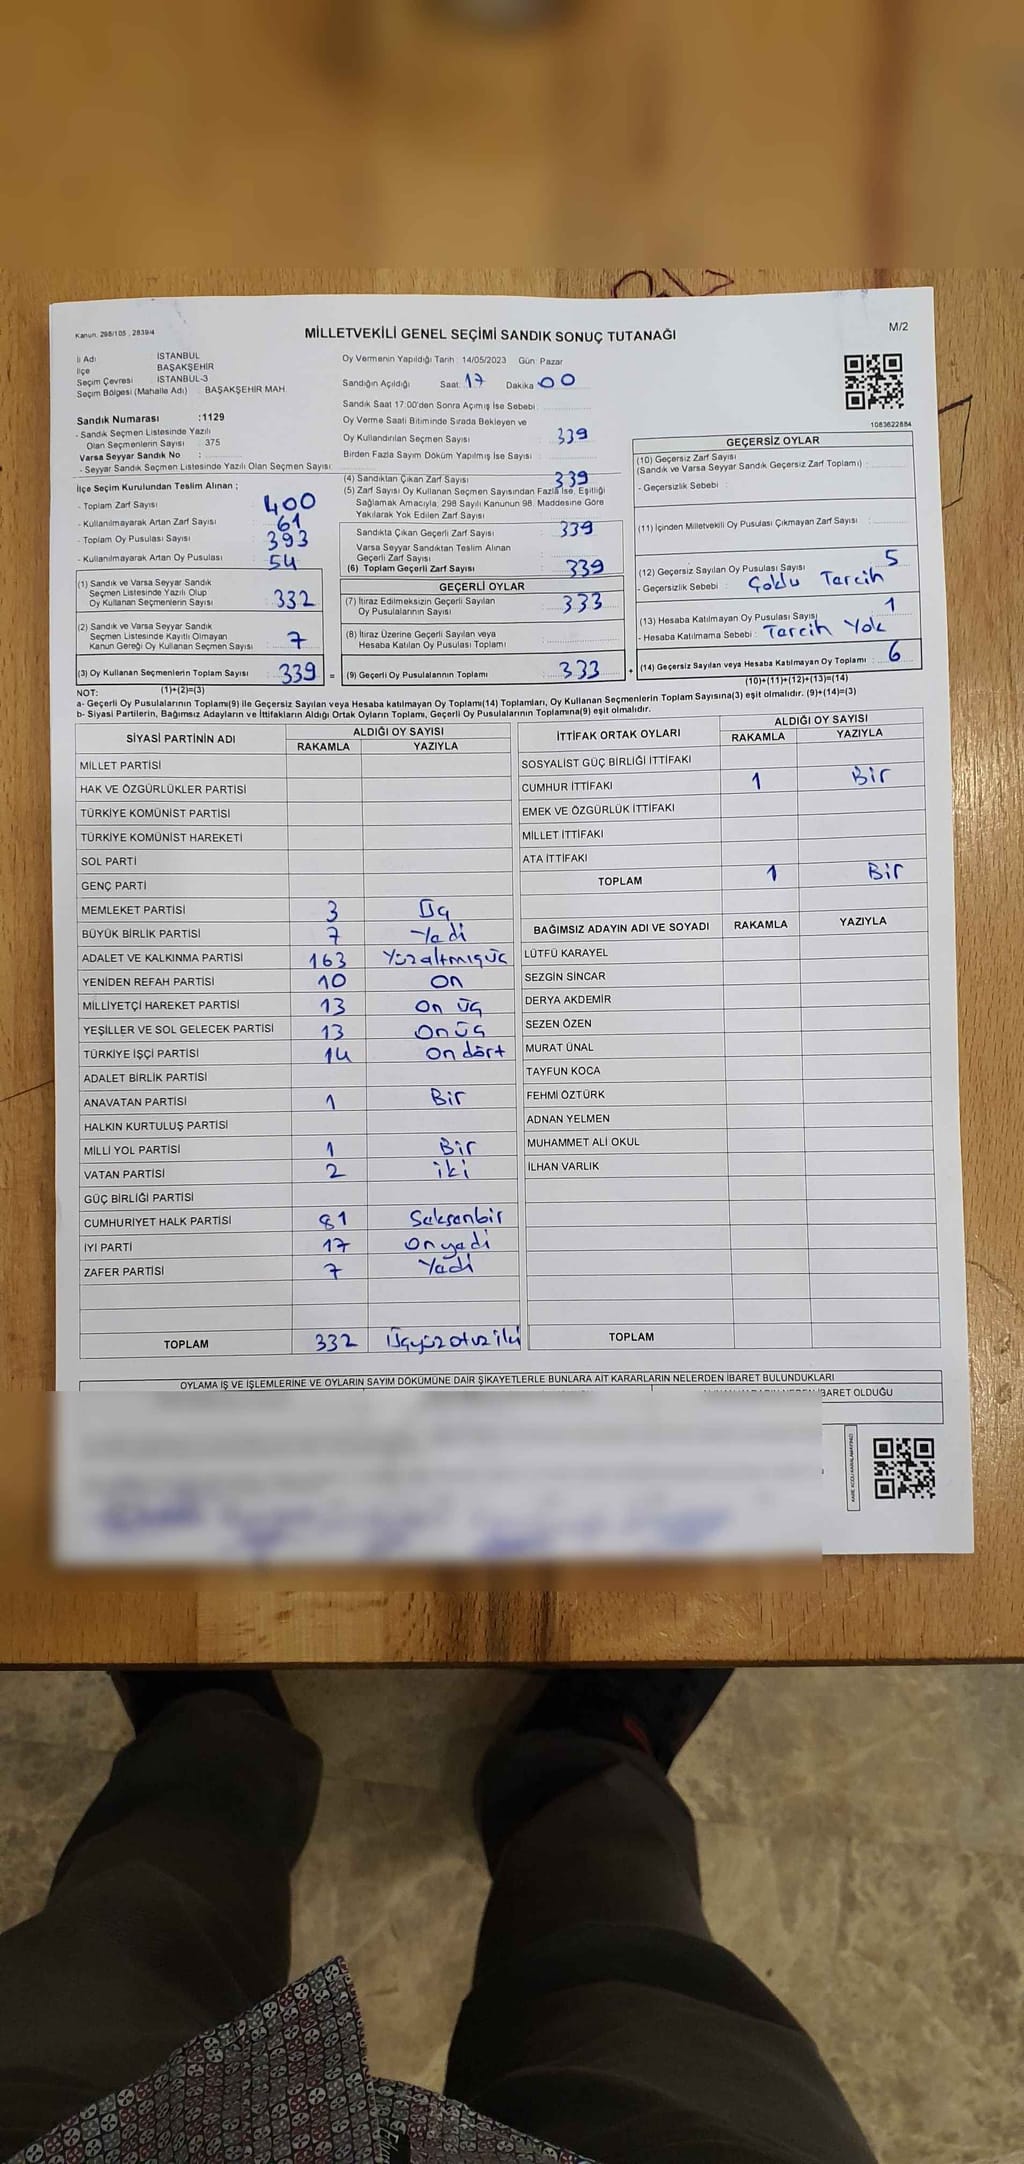 Kanun. 298/105 , 2839/4
MİLLETVEKİLİ GENEL SEÇİMİ SANDIK SONUÇ TUTANAĞI
M/2
İl Adı : İSTANBUL
İlçe BAŞAKŞEHİR
Seçim Çevresi İSTANBUL-3
Seçim Bölgesi (Mahalle Adı) : BAŞAKŞEHİR MAH.
Sandık Numarası :1129
- Sandık Seçmen Listesinde Yazılı
Olan Seçmenlerin Sayısı : 375
Varsa Seyyar Sandık No :
- Seyyar Sandık Seçmen Listesinde Yazılı Olan Seçmen Sayısı:
İlçe Seçim Kurulundan Teslim Alınan ;
- Toplam Zarf Sayısı : 400
- Kullanılmayarak Artan Zarf Sayısı : 61
- Toplam Oy Pusulası Sayısı : 393
- Kullanılmayarak Artan Oy Pusulası : 54
(1) Sandık ve Varsa Seyyar Sandık
Seçmen Listesinde Yazılı Olup
Oy Kullanan Seçmenlerin Sayısı : 332
(2) Sandık ve Varsa Seyyar Sandık
Seçmen Listesinde Kayıtlı Olmayan
Kanun Gereği Oy Kullanan Seçmen Sayısı : 7
(3) Oy Kullanan Seçmenlerin Toplam Sayısı : 339
Oy Vermenin Yapıldığı Tarih : 14/05/2023 Gün: Pazar
Sandığın Açıldığı Saat: 17 Dakika: 00
Sandık Saat 17:00'den Sonra Açımış İse Sebebi :
Oy Verme Saati Bitiminde Sırada Bekleyen ve
Oy Kullandırılan Seçmen Sayısı : 339
Birden Fazla Sayım Döküm Yapılmış İse Sayısı :
(4) Sandıktan Çıkan Zarf Sayısı : 339
(5) Zarf Sayısı Oy Kullanan Seçmen Sayısından Fazla İse, Eşitliği
Sağlamak Amacıyla, 298 Sayılı Kanunun 98. Maddesine Göre
Yakılarak Yok Edilen Zarf Sayısı :
Sandıkta Çıkan Geçerli Zarf Sayısı : 339
Varsa Seyyar Sandıktan Teslim Alınan
Geçerli Zarf Sayısı :
(6) Toplam Geçerli Zarf Sayısı : 339
GEÇERLİ OYLAR
(7) İtiraz Edilmeksizin Geçerli Sayılan
Oy Pusulalarının Sayısı : 333
(8) İtiraz Üzerine Geçerli Sayılan veya
Hesaba Katılan Oy Pusulası Toplamı :
= (9) Geçerli Oy Pusulalarının Toplamı : 333
1083622884
GEÇERSİZ OYLAR
(10) Geçersiz Zarf Sayısı
(Sandık ve Varsa Seyyar Sandık Geçersiz Zarf Toplamı) :
- Geçersizlik Sebebi :
(11) İçinden Milletvekili Oy Pusulası Çıkmayan Zarf Sayısı :
(12) Geçersiz Sayılan Oy Pusulası Sayısı : 5
- Geçersizlik Sebebi : Çoklu Tercih
(13) Hesaba Katılmayan Oy Pusulası Sayısı : 1
- Hesaba Katılmama Sebebi : Tercih Yok
+ (14) Geçersiz Sayılan veya Hesaba Katılmayan Oy Toplamı : 6
NOT: (1)+(2)=(3) (10)+(11)+(12)+(13)=(14)
a- Geçerli Oy Pusulalarının Toplamı(9) ile Geçersiz Sayılan veya Hesaba katılmayan Oy Toplam(14) Toplamları, Oy Kullanan Seçmenlerin Toplam Sayısına(3) eşit olmalıdır. (9)+(14)=(3)
b- Siyasi Partilerin, Bağımsız Adayların ve İttifakların Aldığı Ortak Oyların Toplamı, Geçerli Oy Pusulalarının Toplamına(9) eşit olmalıdır.
SİYASİ PARTİNİN ADI ALDIĞI OY SAYISI
RAKAMLA YAZIYLA
MİLLET PARTİSİ
HAK VE ÖZGÜRLÜKLER PARTİSİ
TÜRKİYE KOMÜNİST PARTİSİ
TÜRKİYE KOMÜNİST HAREKETİ
SOL PARTİ
GENÇ PARTİ
MEMLEKET PARTİSİ 3 Üç
BÜYÜK BİRLİK PARTİSİ 7 Yedi
ADALET VE KALKINMA PARTİSİ 163 Yüzaltmışüç
YENİDEN REFAH PARTİSİ 10 On
MİLLİYETÇİ HAREKET PARTİSİ 13 On üç
YEŞİLLER VE SOL GELECEK PARTİSİ 13 Onüç
TÜRKİYE İŞÇİ PARTİSİ 14 On dört
ADALET BİRLİK PARTİSİ
ANAVATAN PARTİSİ 1 Bir
HALKIN KURTULUŞ PARTİSİ
MİLLİ YOL PARTİSİ 1 Bir
VATAN PARTİSİ 2 iki
GÜÇ BİRLİĞİ PARTİSİ
CUMHURİYET HALK PARTİSİ 81 Seksenbir
İYİ PARTİ 17 Onyedi
ZAFER PARTİSİ 7 Yedi
TOPLAM 332 Üçyüz otuz iki
İTTİFAK ORTAK OYLARI ALDIĞI OY SAYISI
RAKAMLA YAZIYLA
SOSYALİST GÜÇ BİRLİĞİ İTTİFAKI
CUMHUR İTTİFAKI 1 Bir
EMEK VE ÖZGÜRLÜK İTTİFAKI
MİLLET İTTİFAKI
ATA İTTİFAKI
TOPLAM 1 Bir
BAĞIMSIZ ADAYIN ADI VE SOYADI RAKAMLA YAZIYLA
LÜTFÜ KARAYEL
SEZGİN SİNCAR
DERYA AKDEMİR
SEZEN ÖZEN
MURAT ÜNAL
TAYFUN KOCA
FEHMİ ÖZTÜRK
ADNAN YELMEN
MUHAMMET ALİ OKUL
İLHAN VARLIK
TOPLAM
OYLAMA İŞ VE İŞLEMLERİNE VE OYLARIN SAYIM DÖKÜMÜNE DAİR ŞİKAYETLERLE BUNLARA AİT KARARLARIN NELERDEN İBARET BULUNDUKLARI
İBARET OLDUĞU